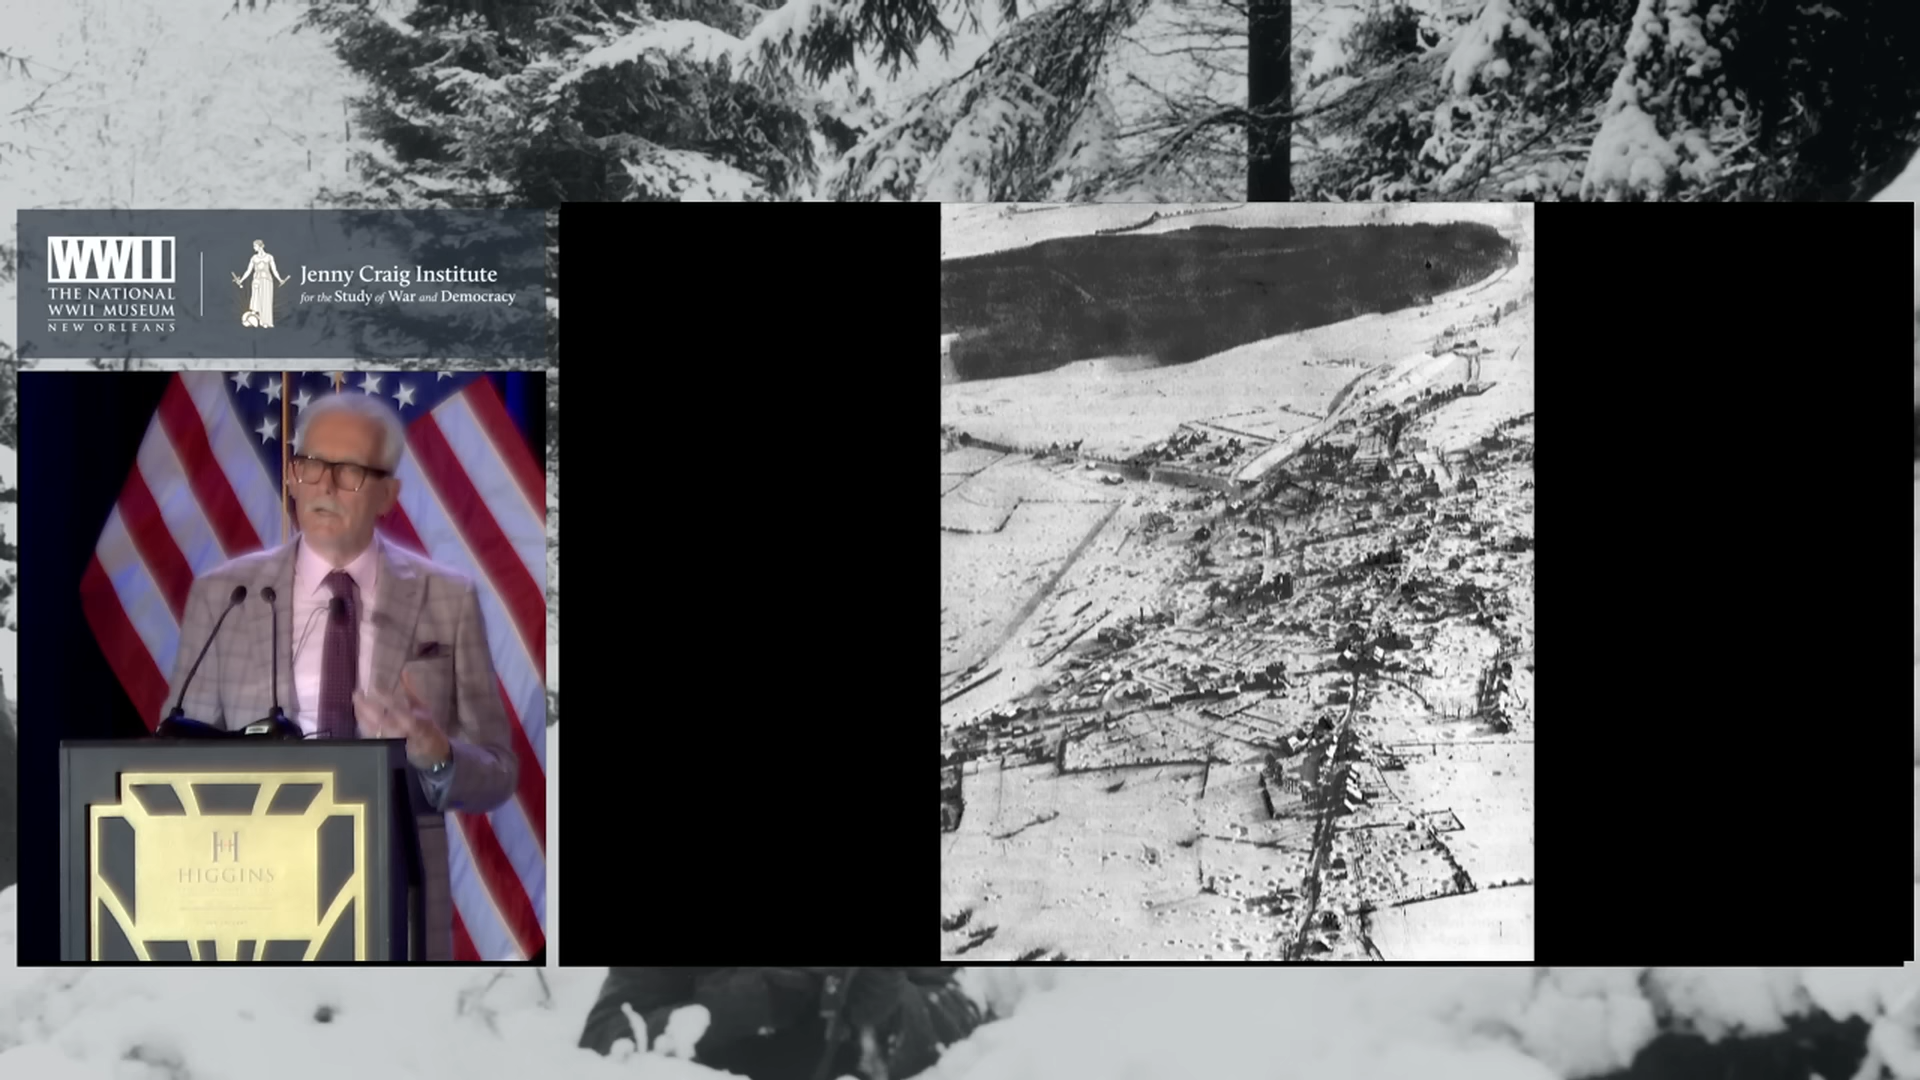 WWII
THE NATIONAL
WWII MUSEUM
NEW ORLEANS
Jenny Craig Institute
for the Study of War and Democracy
H
HIGGINS